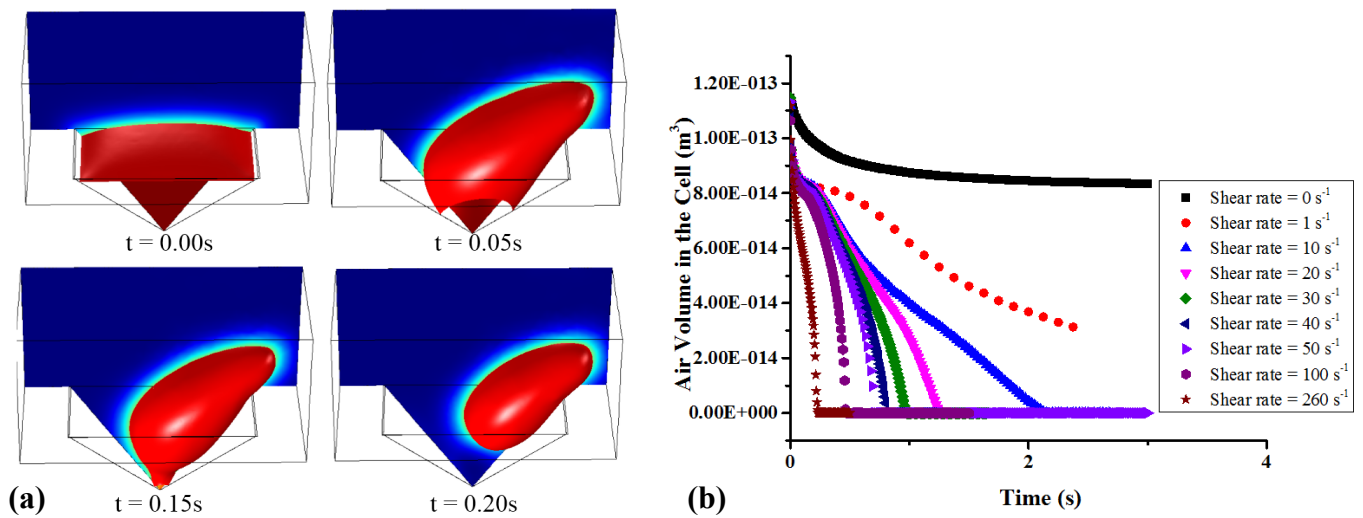 t = 0.00s
t = 0.05s
t = 0.15s
t = 0.20s
(a)
Air Volume in the Cell (m³)
1.20E-013
1.00E-013
8.00E-014
6.00E-014
4.00E-014
2.00E-014
0.00E+000
0 2 4
Time (s)
Shear rate = 0 s⁻¹
Shear rate = 1 s⁻¹
Shear rate = 10 s⁻¹
Shear rate = 20 s⁻¹
Shear rate = 30 s⁻¹
Shear rate = 40 s⁻¹
Shear rate = 50 s⁻¹
Shear rate = 100 s⁻¹
Shear rate = 260 s⁻¹
(b)